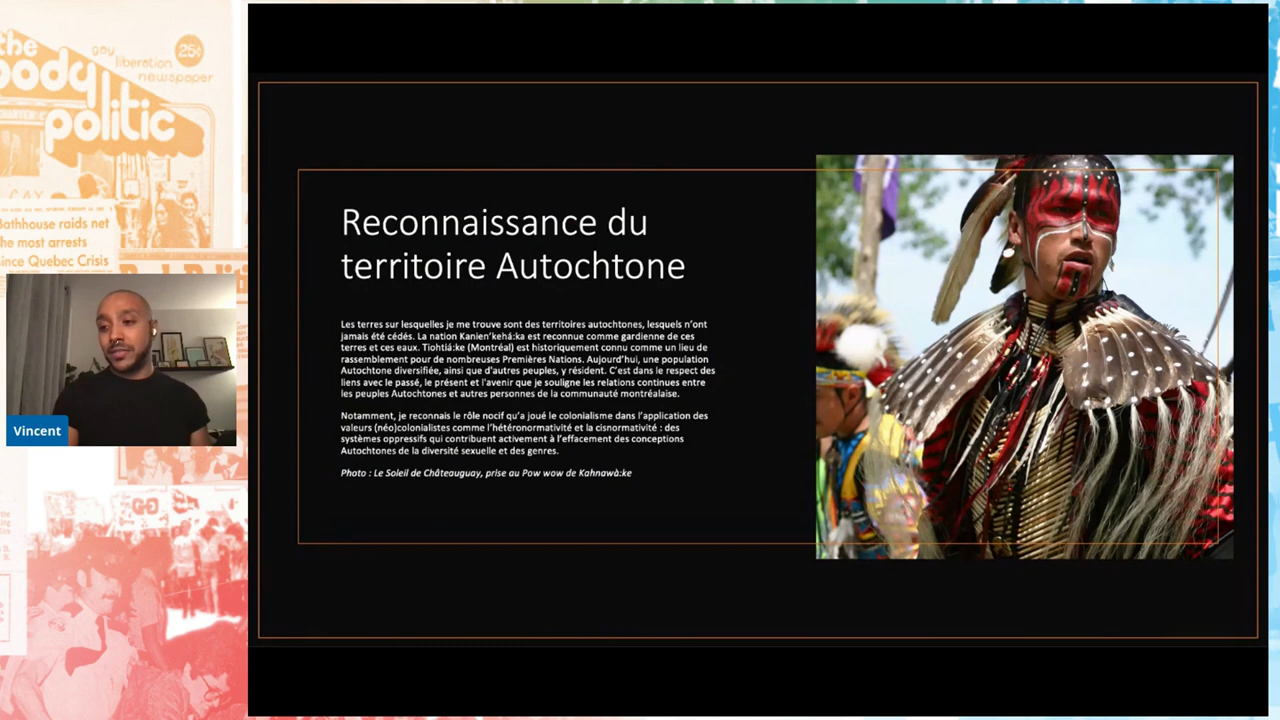 the
body
politic
gay
liberation
newspaper
25¢
Bathhouse raids net
the most arrests
since Quebec Crisis
Vincent
Reconnaissance du
territoire Autochtone
Les terres sur lesquelles je me trouve sont des territoires autochtones, lesquels n'ont
jamais été cédés. La nation Kanien'kehá:ka est reconnue comme gardienne de ces
terres et ces eaux. Tiohtiá:ke (Montréal) est historiquement connu comme un lieu de
rassemblement pour de nombreuses Premières Nations. Aujourd'hui, une population
Autochtone diversifiée, ainsi que d'autres peuples, y résident. C'est dans le respect des
liens avec le passé, le présent et l'avenir que je souligne les relations continues entre
les peuples Autochtones et autres personnes de la communauté montréalaise.
Notamment, je reconnais le rôle nocif qu'a joué le colonialisme dans l'application des
valeurs (néo)colonialistes comme l'hétéronormativité et la cisnormativité : des
systèmes oppressifs qui contribuent activement à l'effacement des conceptions
Autochtones de la diversité sexuelle et des genres.
Photo : Le Soleil de Châteauguay, prise au Pow wow de Kahnawà:ke